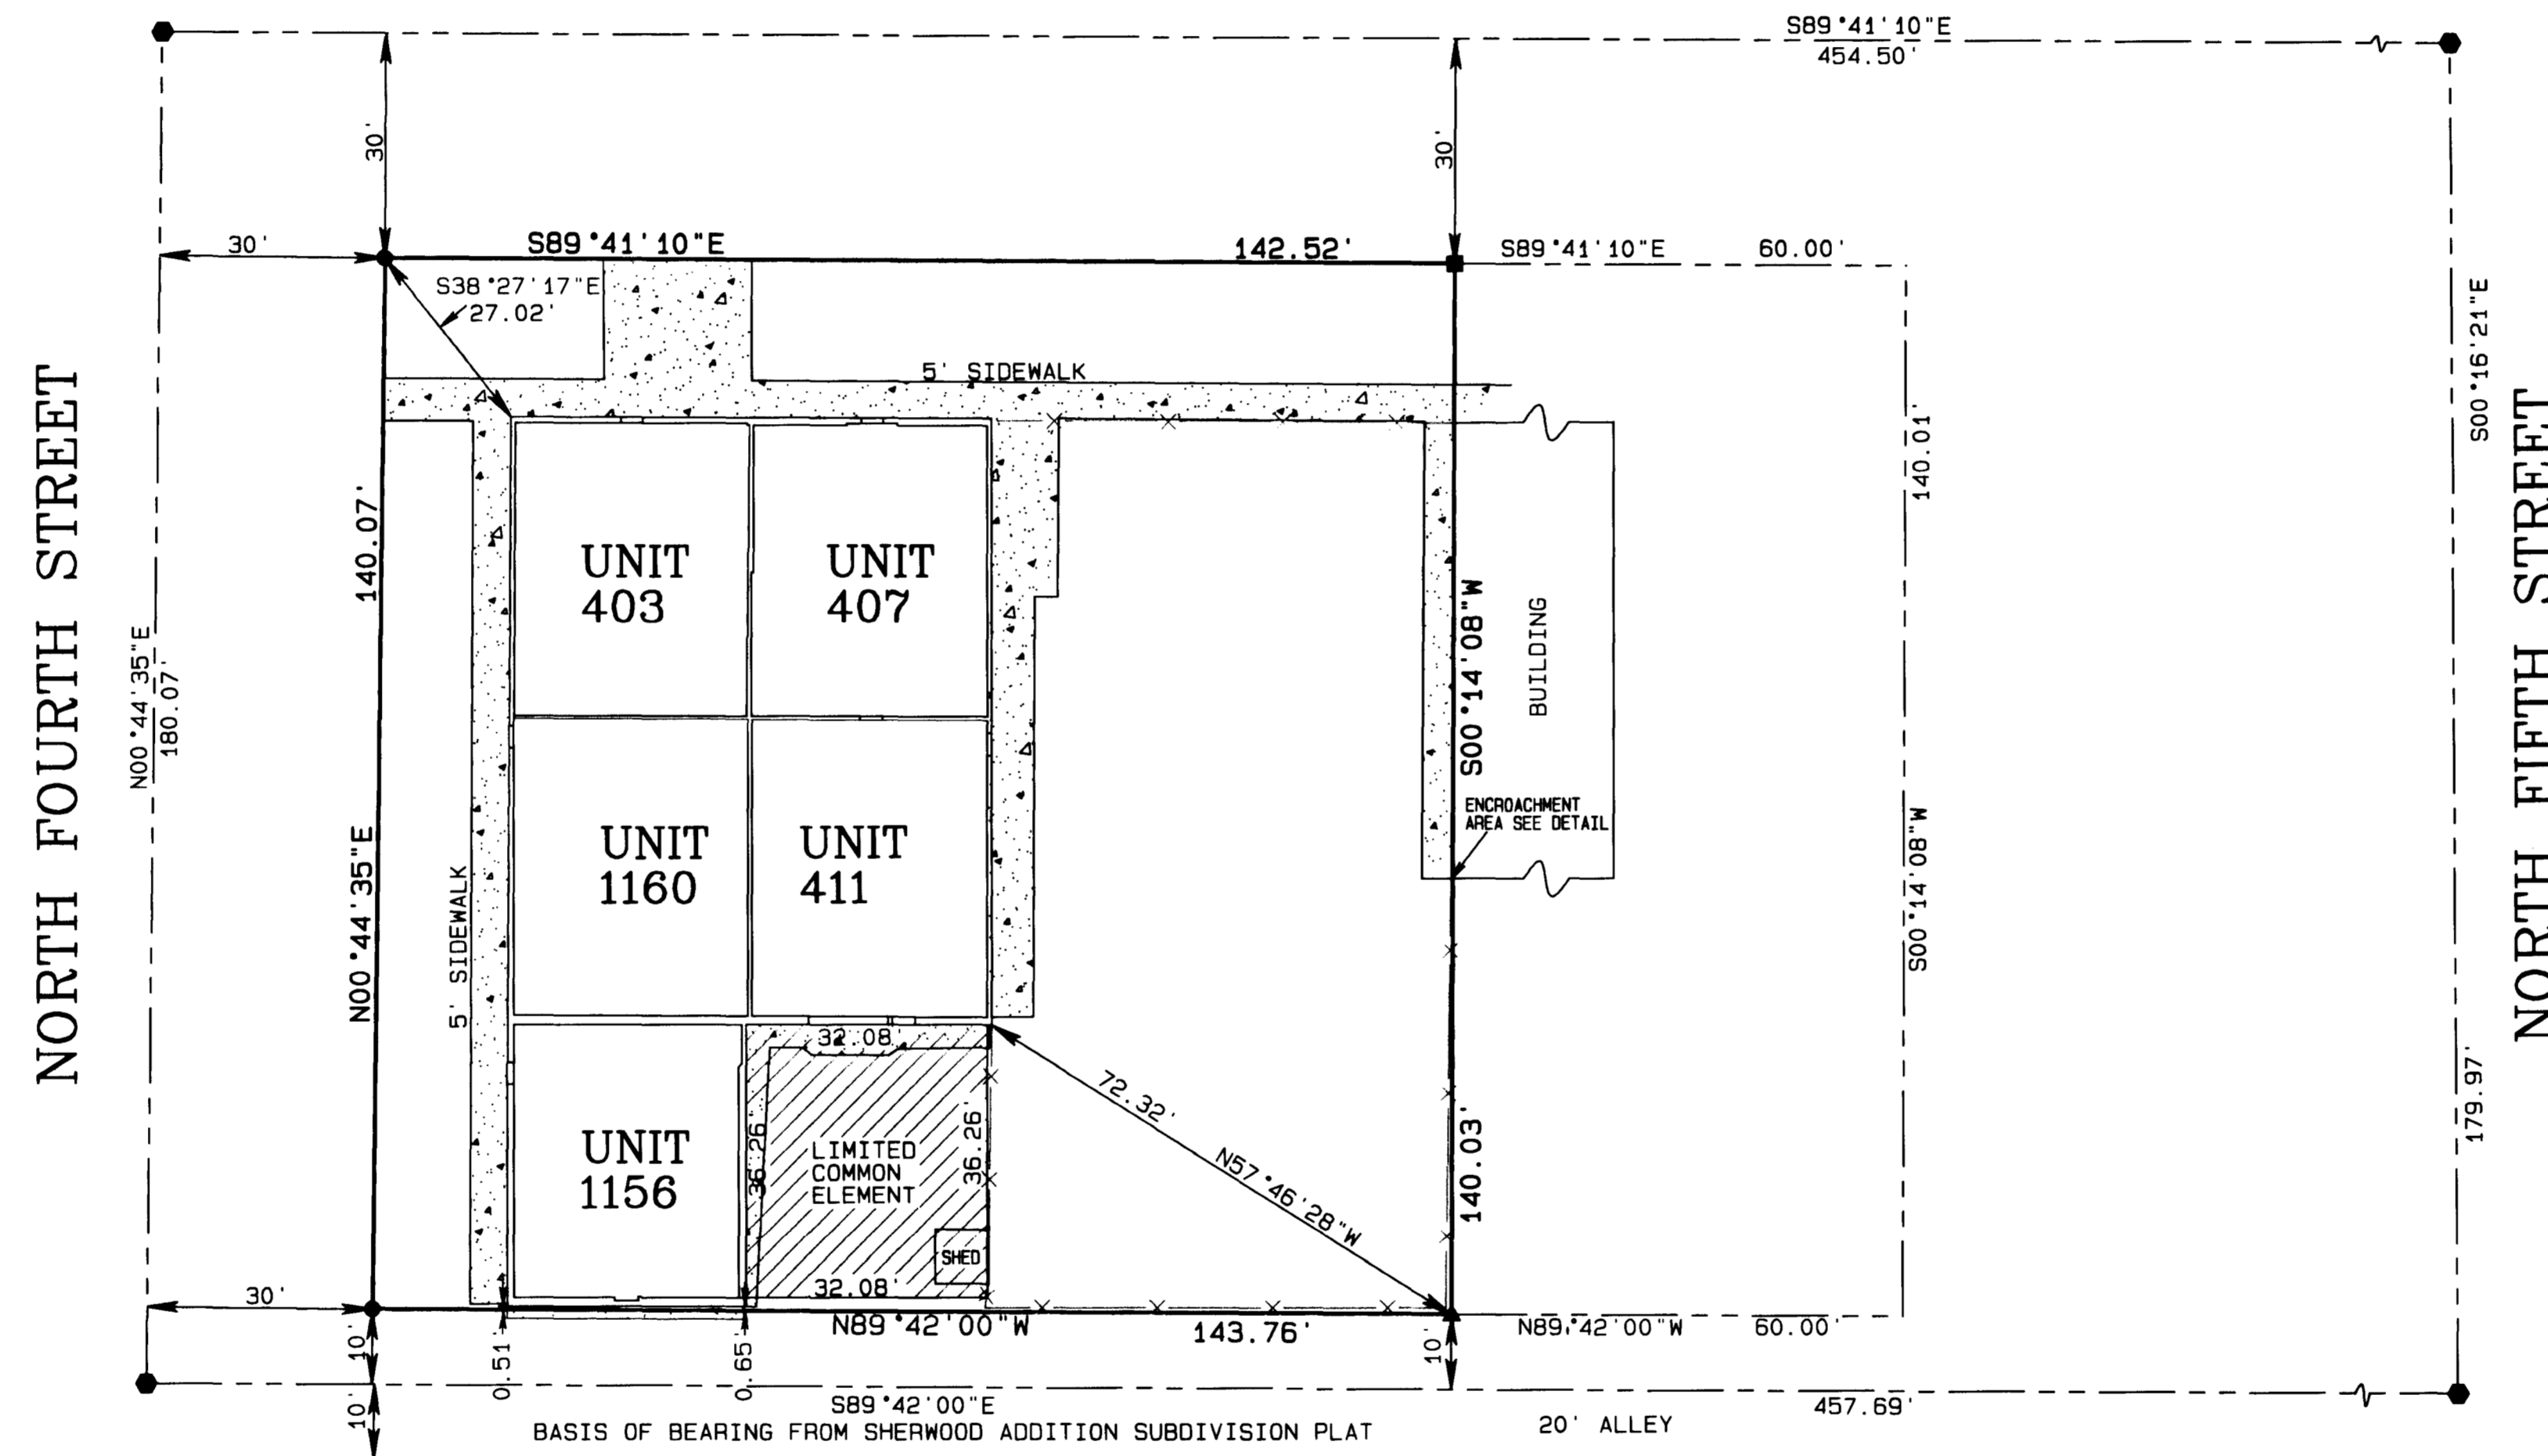 S89°41'10"E
454.50'
30'
30'
30'
S89°41'10"E
142.52'
S89°41'10"E 60.00'
S38°27'17"E
27.02'
5' SIDEWALK
S00°16'21"E
179.97'
NORTH FOURTH STREET
NORTH FIFTH STREET
N00°44'35"E
180.07'
140.07'
N00°44'35"E
5' SIDEWALK
UNIT
403
UNIT
407
UNIT
1160
UNIT
411
UNIT
1156
S00°14'08"W
140.03'
BUILDING
140.01'
S00°14'08"W
ENCROACHMENT
AREA SEE DETAIL
32.08'
36.26'
36.26'
LIMITED
COMMON
ELEMENT
SHED
32.08'
72.32'
N57°46'28"W
30'
N89°42'00"W
143.76'
N89°42'00"W 60.00'
10'
0.51'
0.65'
10'
10'
S89°42'00"E
457.69'
BASIS OF BEARING FROM SHERWOOD ADDITION SUBDIVISION PLAT
20' ALLEY